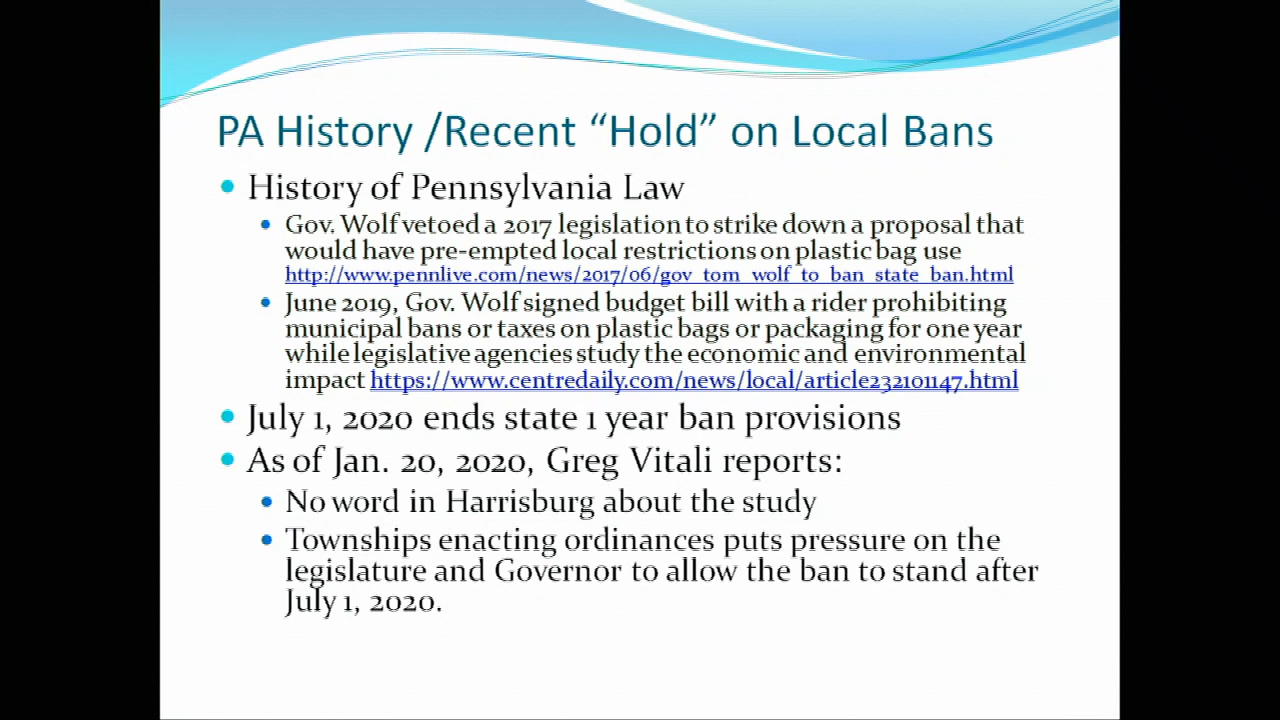 PA History /Recent “Hold” on Local Bans
• History of Pennsylvania Law
• Gov. Wolf vetoed a 2017 legislation to strike down a proposal that
would have pre-empted local restrictions on plastic bag use
http://www.pennlive.com/news/2017/06/gov_tom_wolf_to_ban_state_ban.html
• June 2019, Gov. Wolf signed budget bill with a rider prohibiting
municipal bans or taxes on plastic bags or packaging for one year
while legislative agencies study the economic and environmental
impact https://www.centredaily.com/news/local/article232101147.html
• July 1, 2020 ends state 1 year ban provisions
• As of Jan. 20, 2020, Greg Vitali reports:
• No word in Harrisburg about the study
• Townships enacting ordinances puts pressure on the
legislature and Governor to allow the ban to stand after
July 1, 2020.